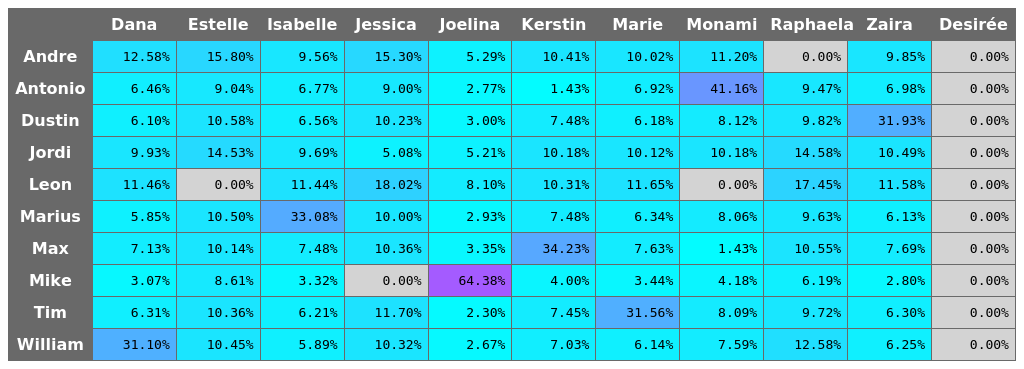 Dana Estelle Isabelle Jessica Joelina Kerstin Marie Monami Raphaela Zaira Desirée
Andre 12.58% 15.80% 9.56% 15.30% 5.29% 10.41% 10.02% 11.20% 0.00% 9.85% 0.00%
Antonio 6.46% 9.04% 6.77% 9.00% 2.77% 1.43% 6.92% 41.16% 9.47% 6.98% 0.00%
Dustin 6.10% 10.58% 6.56% 10.23% 3.00% 7.48% 6.18% 8.12% 9.82% 31.93% 0.00%
Jordi 9.93% 14.53% 9.69% 5.08% 5.21% 10.18% 10.12% 10.18% 14.58% 10.49% 0.00%
Leon 11.46% 0.00% 11.44% 18.02% 8.10% 10.31% 11.65% 0.00% 17.45% 11.58% 0.00%
Marius 5.85% 10.50% 33.08% 10.00% 2.93% 7.48% 6.34% 8.06% 9.63% 6.13% 0.00%
Max 7.13% 10.14% 7.48% 10.36% 3.35% 34.23% 7.63% 1.43% 10.55% 7.69% 0.00%
Mike 3.07% 8.61% 3.32% 0.00% 64.38% 4.00% 3.44% 4.18% 6.19% 2.80% 0.00%
Tim 6.31% 10.36% 6.21% 11.70% 2.30% 7.45% 31.56% 8.09% 9.72% 6.30% 0.00%
William 31.10% 10.45% 5.89% 10.32% 2.67% 7.03% 6.14% 7.59% 12.58% 6.25% 0.00%